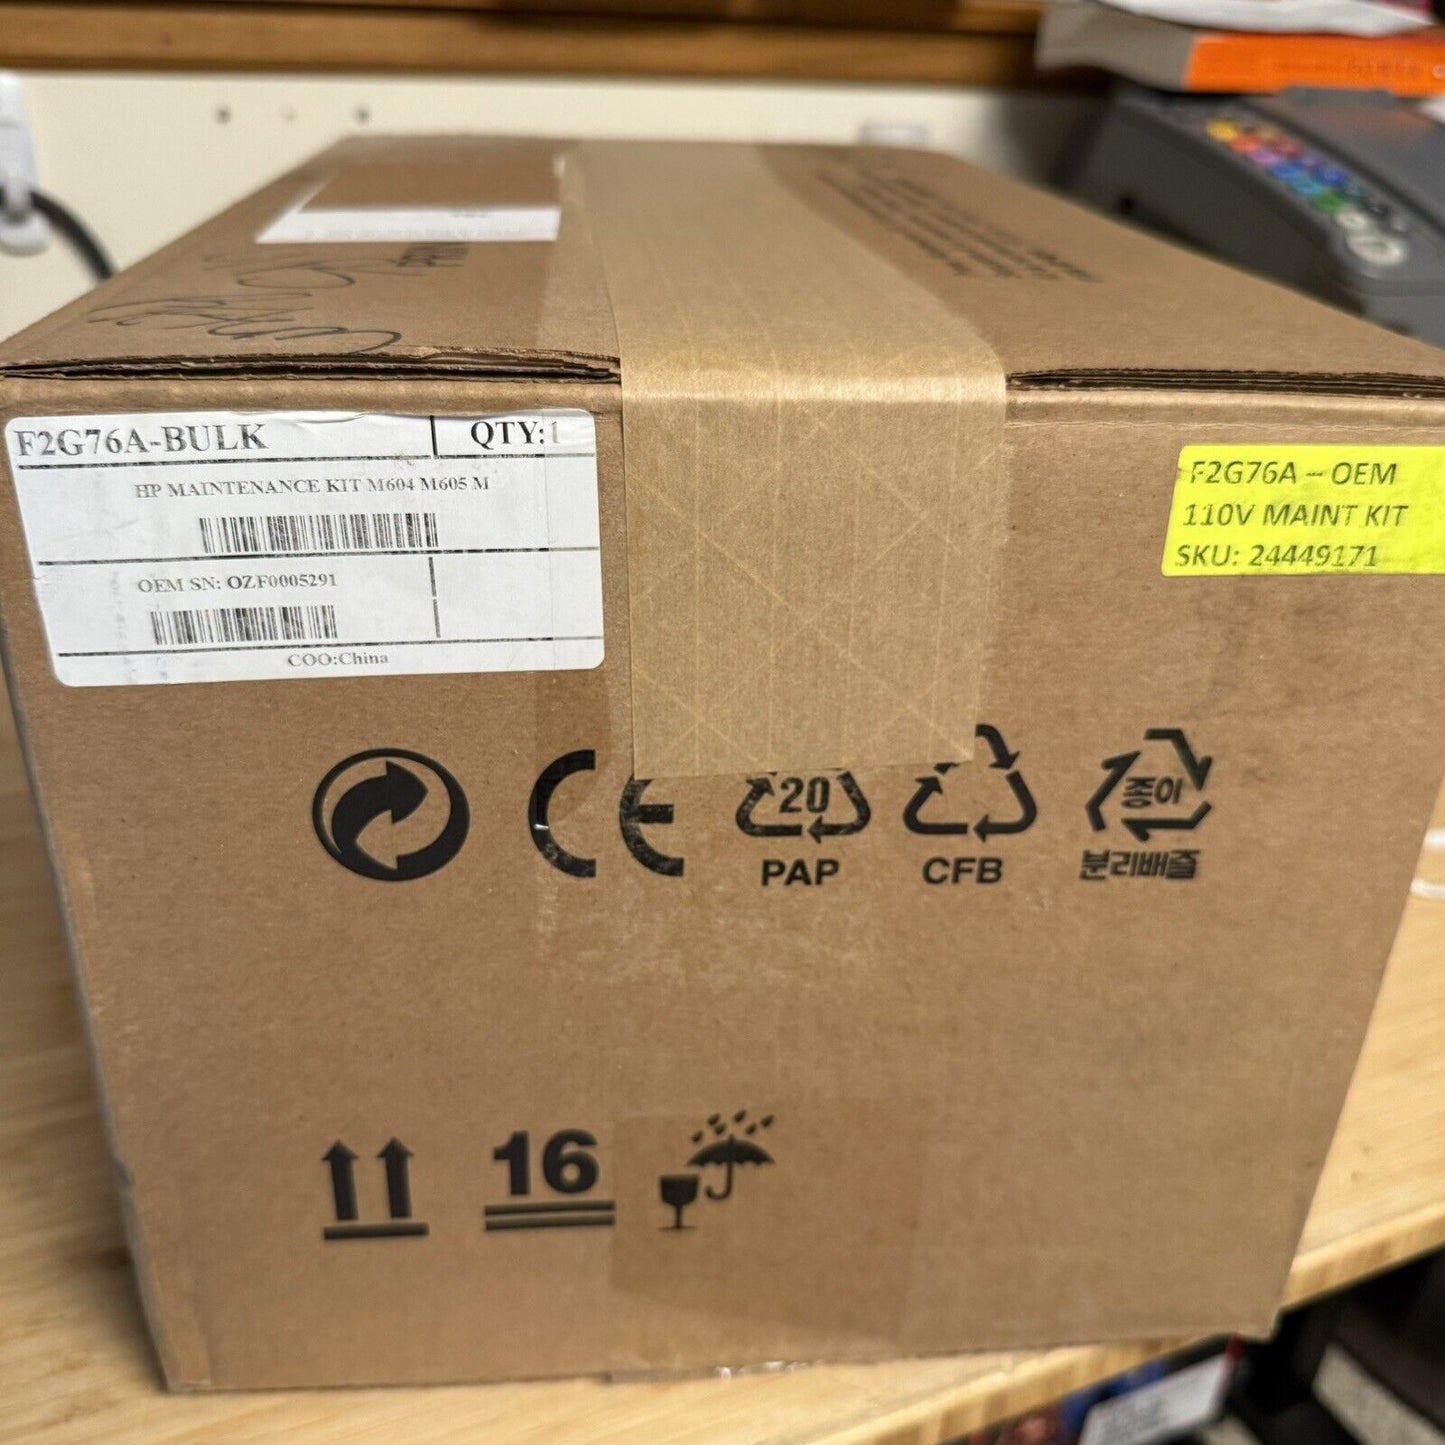 F2G76A-BULK
QTY:1
HP MAINTENANCE KIT M604 M605 M
OEM SN: OZF0005291
COO:China
F2G76A – OEM
110V MAINT KIT
SKU: 24449171
CE
20
PAP
CFB
종이
분리배출
16